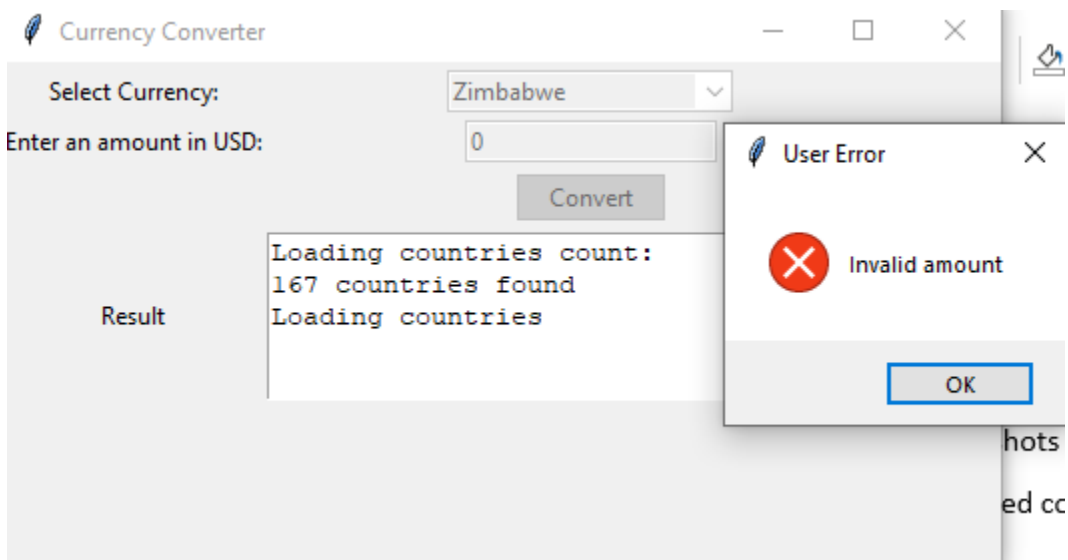 Currency Converter
Select Currency:
Zimbabwe
Enter an amount in USD:
0
Convert
Loading countries count:
167 countries found
Loading countries
Result
User Error
Invalid amount
OK
hots
ed